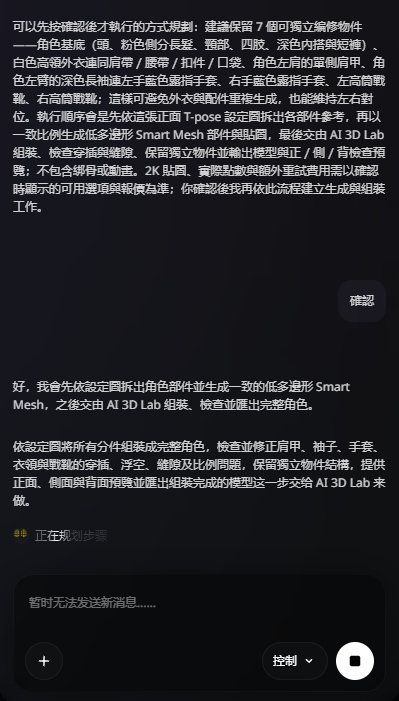 可以先按確認後才執行的方式規劃：建議保留 7 個可獨立編修物件
——角色基底（頭、粉色側分長髮、頸部、四肢、深色內搭與短褲）、
白色高領外衣連同肩帶 / 腰帶 / 扣件 / 口袋、角色左肩的單側肩甲、角
色左臂的深色長袖連左手藍色露指手套、右手藍色露指手套、左高筒戰
靴、右高筒戰靴；這樣可避免外衣與配件重複生成，也能維持左右對
位。執行順序會是先依這張正面 T-pose 設定圖拆出各部件參考，再以
一致比例生成低多邊形 Smart Mesh 部件與貼圖，最後交由 AI 3D Lab
組裝、檢查穿插與縫隙、保留獨立物件並輸出模型與正 / 側 / 背檢查預
覽；不包含綁骨或動畫。2K 貼圖、實際點數與額外重試費用需以確認
時顯示的可用選項與報價為準；你確認後我再依此流程建立生成與組裝
工作。
確認
好，我會先依設定圖拆出角色部件並生成一致的低多邊形 Smart
Mesh，之後交由 AI 3D Lab 組裝、檢查並匯出完整角色。
依設定圖將所有分件組裝成完整角色，檢查並修正肩甲、袖子、手套、
衣領與戰靴的穿插、浮空、縫隙及比例問題，保留獨立物件結構，提供
正面、側面與背面預覽並匯出組裝完成的模型这一步交给 AI 3D Lab 来
做。
正在规划步骤
暂时无法发送新消息......
控制